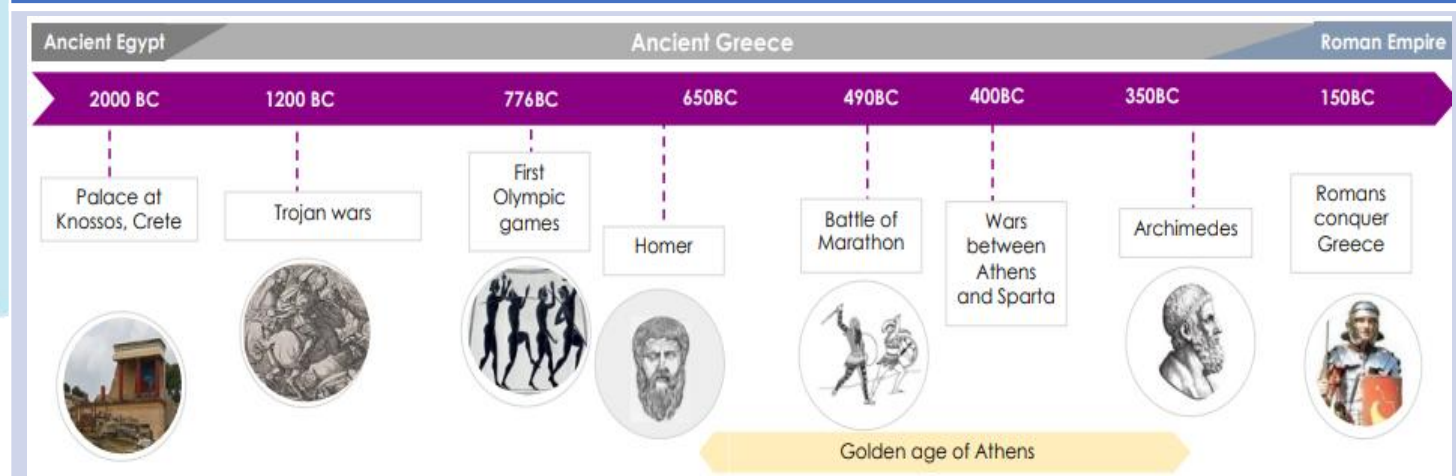 Ancient Egypt
Ancient Greece
Roman Empire
2000 BC
1200 BC
776BC
650BC
490BC
400BC
350BC
150BC
Palace at
Knossos, Crete
Trojan wars
First
Olympic
games
Homer
Battle of
Marathon
Wars
between
Athens
and Sparta
Archimedes
Romans
conquer
Greece
Golden age of Athens